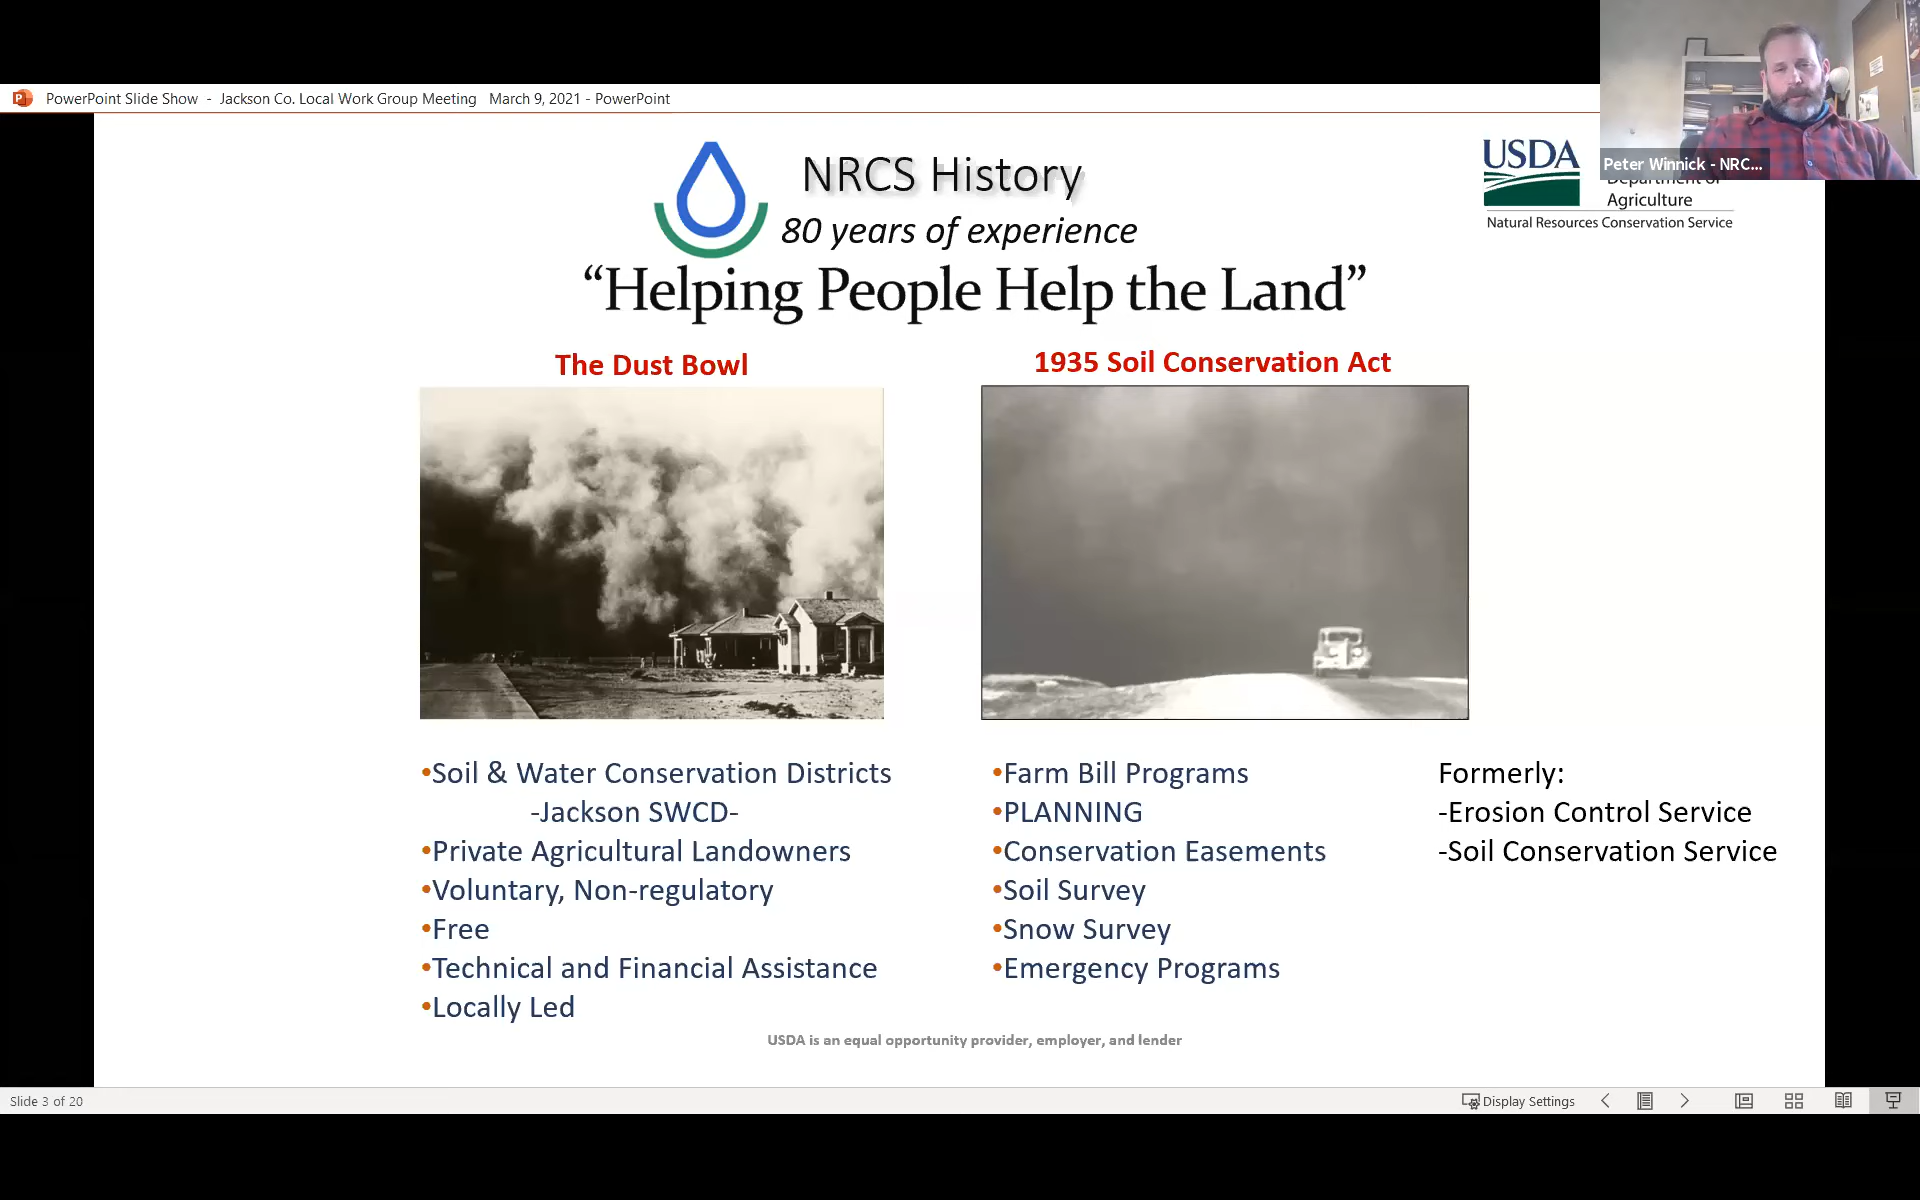 PowerPoint Slide Show - Jackson Co. Local Work Group Meeting March 9, 2021 - PowerPoint
Peter Winnick - NRC...
NRCS History
80 years of experience
“Helping People Help the Land”
USDA
Department of
Agriculture
Natural Resources Conservation Service
The Dust Bowl
1935 Soil Conservation Act
•Soil & Water Conservation Districts
-Jackson SWCD-
•Private Agricultural Landowners
•Voluntary, Non-regulatory
•Free
•Technical and Financial Assistance
•Locally Led
•Farm Bill Programs
•PLANNING
•Conservation Easements
•Soil Survey
•Snow Survey
•Emergency Programs
Formerly:
-Erosion Control Service
-Soil Conservation Service
USDA is an equal opportunity provider, employer, and lender
Slide 3 of 20
Display Settings